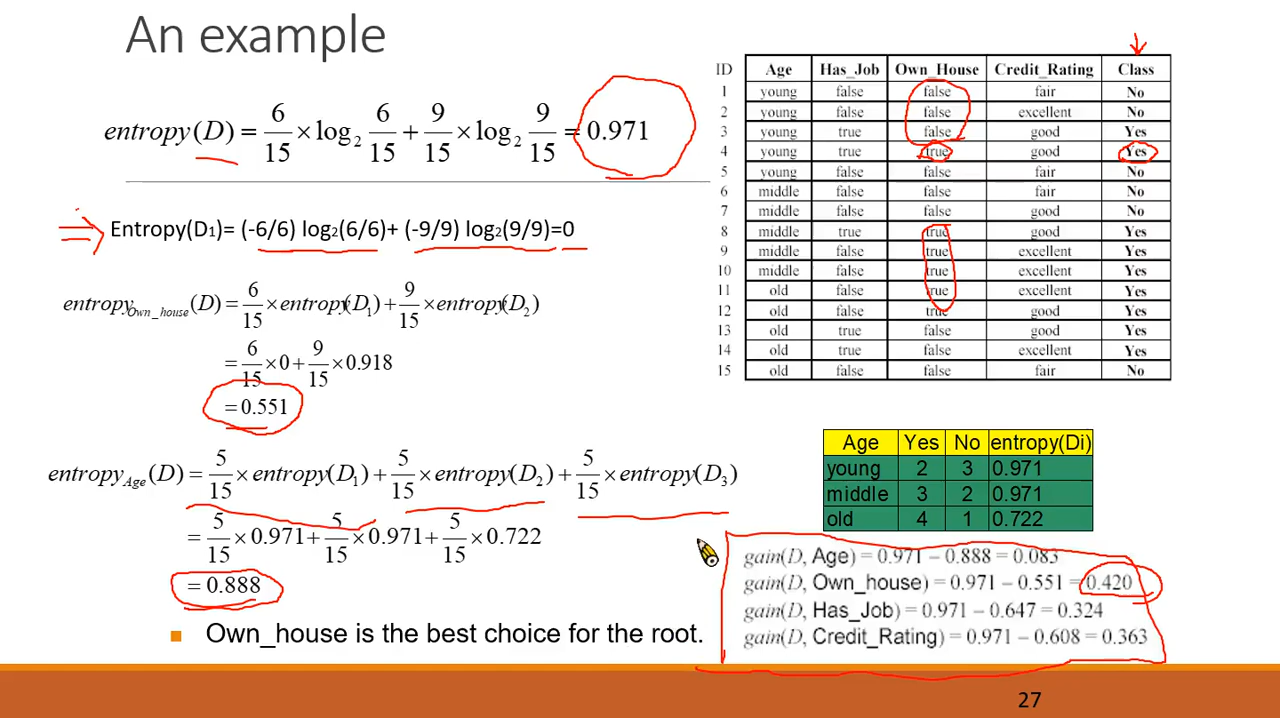 An example
entropy(D) = 6/15 × log₂ 6/15 + 9/15 × log₂ 9/15 = 0.971
Entropy(D₁)= (-6/6) log₂(6/6)+ (-9/9) log₂(9/9)=0
entropy_Own_house(D) = 6/15 × entropy(D₁) + 9/15 × entropy(D₂)
= 6/15 × 0 + 9/15 × 0.918
= 0.551
entropy_Age(D) = 5/15 × entropy(D₁) + 5/15 × entropy(D₂) + 5/15 × entropy(D₃)
= 5/15 × 0.971 + 5/15 × 0.971 + 5/15 × 0.722
= 0.888
Own_house is the best choice for the root.
ID Age Has_Job Own_House Credit_Rating Class
1 young false false fair No
2 young false false excellent No
3 young true false good Yes
4 young true true good Yes
5 young false false fair No
6 middle false false fair No
7 middle false false good No
8 middle true true good Yes
9 middle false true excellent Yes
10 middle false true excellent Yes
11 old false true excellent Yes
12 old false true good Yes
13 old true false good Yes
14 old true false excellent Yes
15 old false false fair No
Age Yes No entropy(Di)
young 2 3 0.971
middle 3 2 0.971
old 4 1 0.722
gain(D, Age) = 0.971 − 0.888 = 0.083
gain(D, Own_house) = 0.971 − 0.551 = 0.420
gain(D, Has_Job) = 0.971 − 0.647 = 0.324
gain(D, Credit_Rating) = 0.971 − 0.608 = 0.363
27